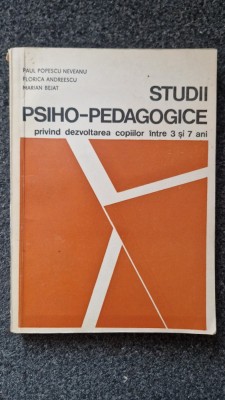 PAUL POPESCU NEVEANU
FLORICA ANDREESCU
MARIAN BEJAT
STUDII
PSIHO-PEDAGOGICE
privind dezvoltarea copiilor între 3 și 7 ani